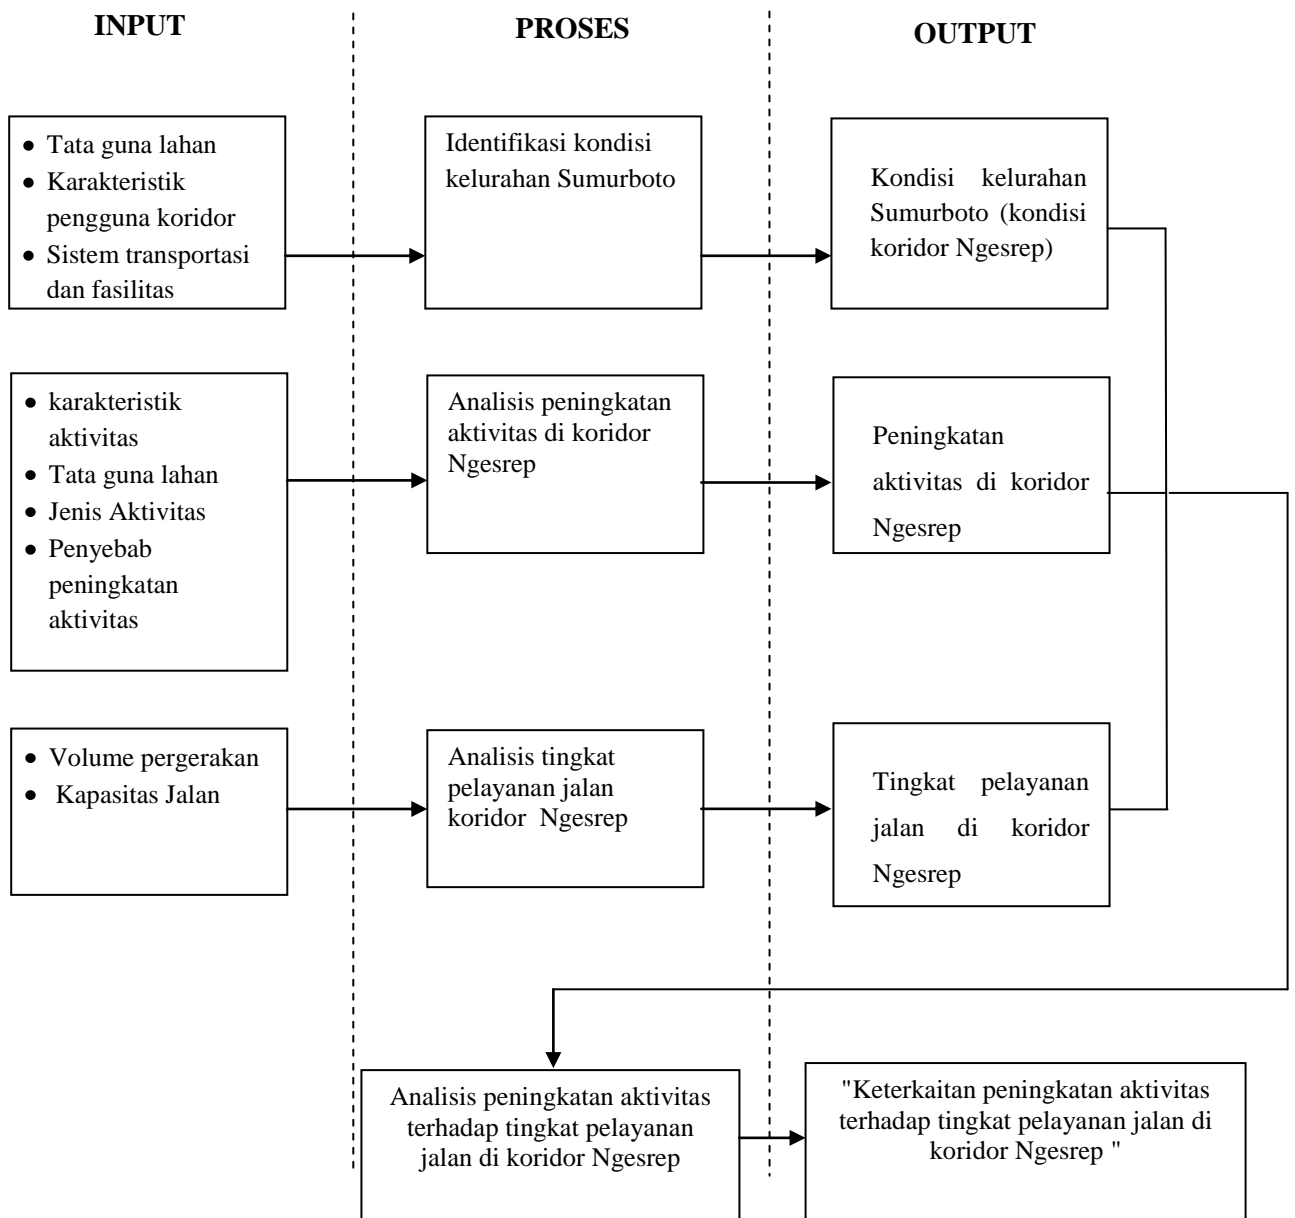 INPUT
PROSES
OUTPUT
• Tata guna lahan
• Karakteristik
pengguna koridor
• Sistem transportasi
dan fasilitas
Identifikasi kondisi
kelurahan Sumurboto
Kondisi kelurahan
Sumurboto (kondisi
koridor Ngesrep)
• karakteristik
aktivitas
• Tata guna lahan
• Jenis Aktivitas
• Penyebab
peningkatan
aktivitas
Analisis peningkatan
aktivitas di koridor
Ngesrep
Peningkatan
aktivitas di koridor
Ngesrep
• Volume pergerakan
• Kapasitas Jalan
Analisis tingkat
pelayanan jalan
koridor Ngesrep
Tingkat pelayanan
jalan di koridor
Ngesrep
Analisis peningkatan aktivitas
terhadap tingkat pelayanan
jalan di koridor Ngesrep
"Keterkaitan peningkatan aktivitas
terhadap tingkat pelayanan jalan di
koridor Ngesrep "